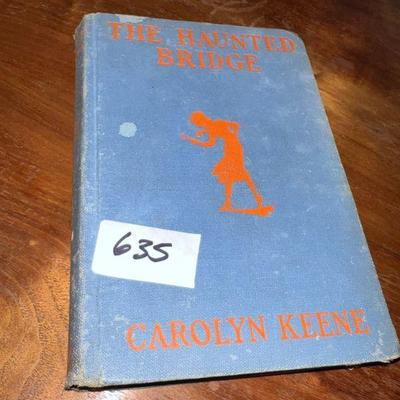 THE HAUNTED
BRIDGE
635
CAROLYN KEENE